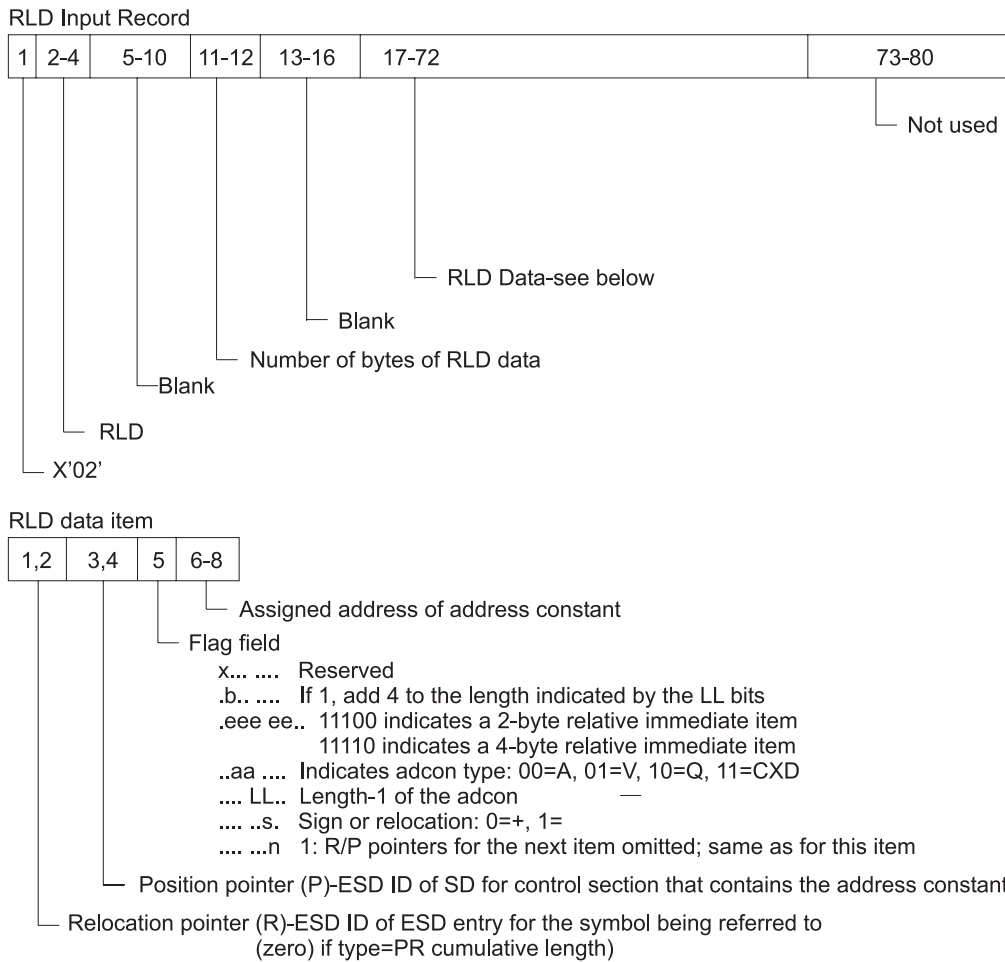 RLD Input Record
1 2-4 5-10 11-12 13-16 17-72 73-80
Not used
RLD Data-see below
Blank
Number of bytes of RLD data
Blank
RLD
X'02'
RLD data item
1,2 3,4 5 6-8
Assigned address of address constant
Flag field
x... .... Reserved
.b.. .... If 1, add 4 to the length indicated by the LL bits
.eee ee.. 11100 indicates a 2-byte relative immediate item
11110 indicates a 4-byte relative immediate item
..aa .... Indicates adcon type: 00=A, 01=V, 10=Q, 11=CXD
.... LL.. Length-1 of the adcon —
.... ..s. Sign or relocation: 0=+, 1=
.... ...n 1: R/P pointers for the next item omitted; same as for this item
Position pointer (P)-ESD ID of SD for control section that contains the address constant
Relocation pointer (R)-ESD ID of ESD entry for the symbol being referred to
(zero) if type=PR cumulative length)